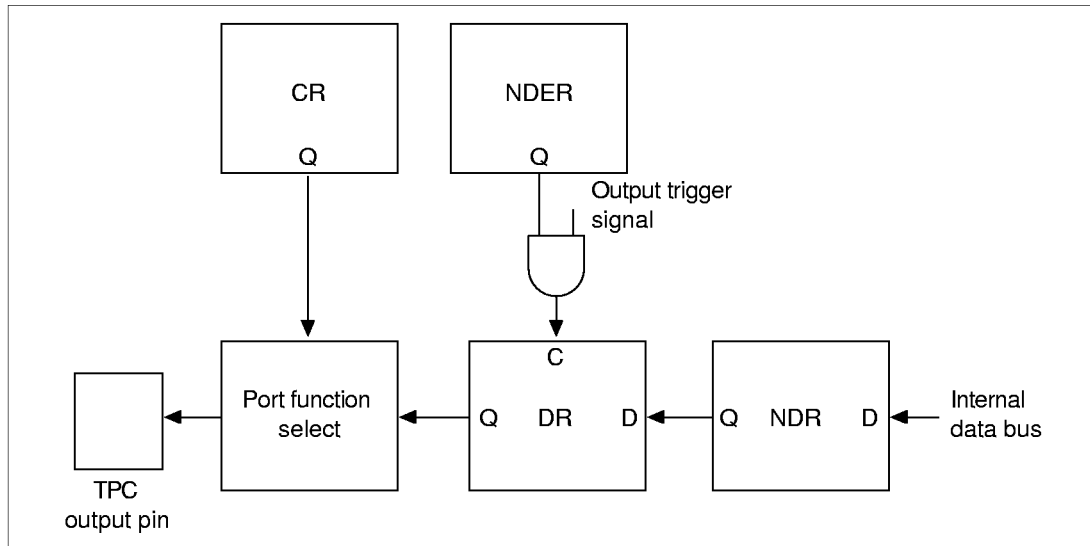 CR
Q
NDER
Q
Output trigger
signal
C
Port function
select
Q DR D
Q NDR D
Internal
data bus
TPC
output pin